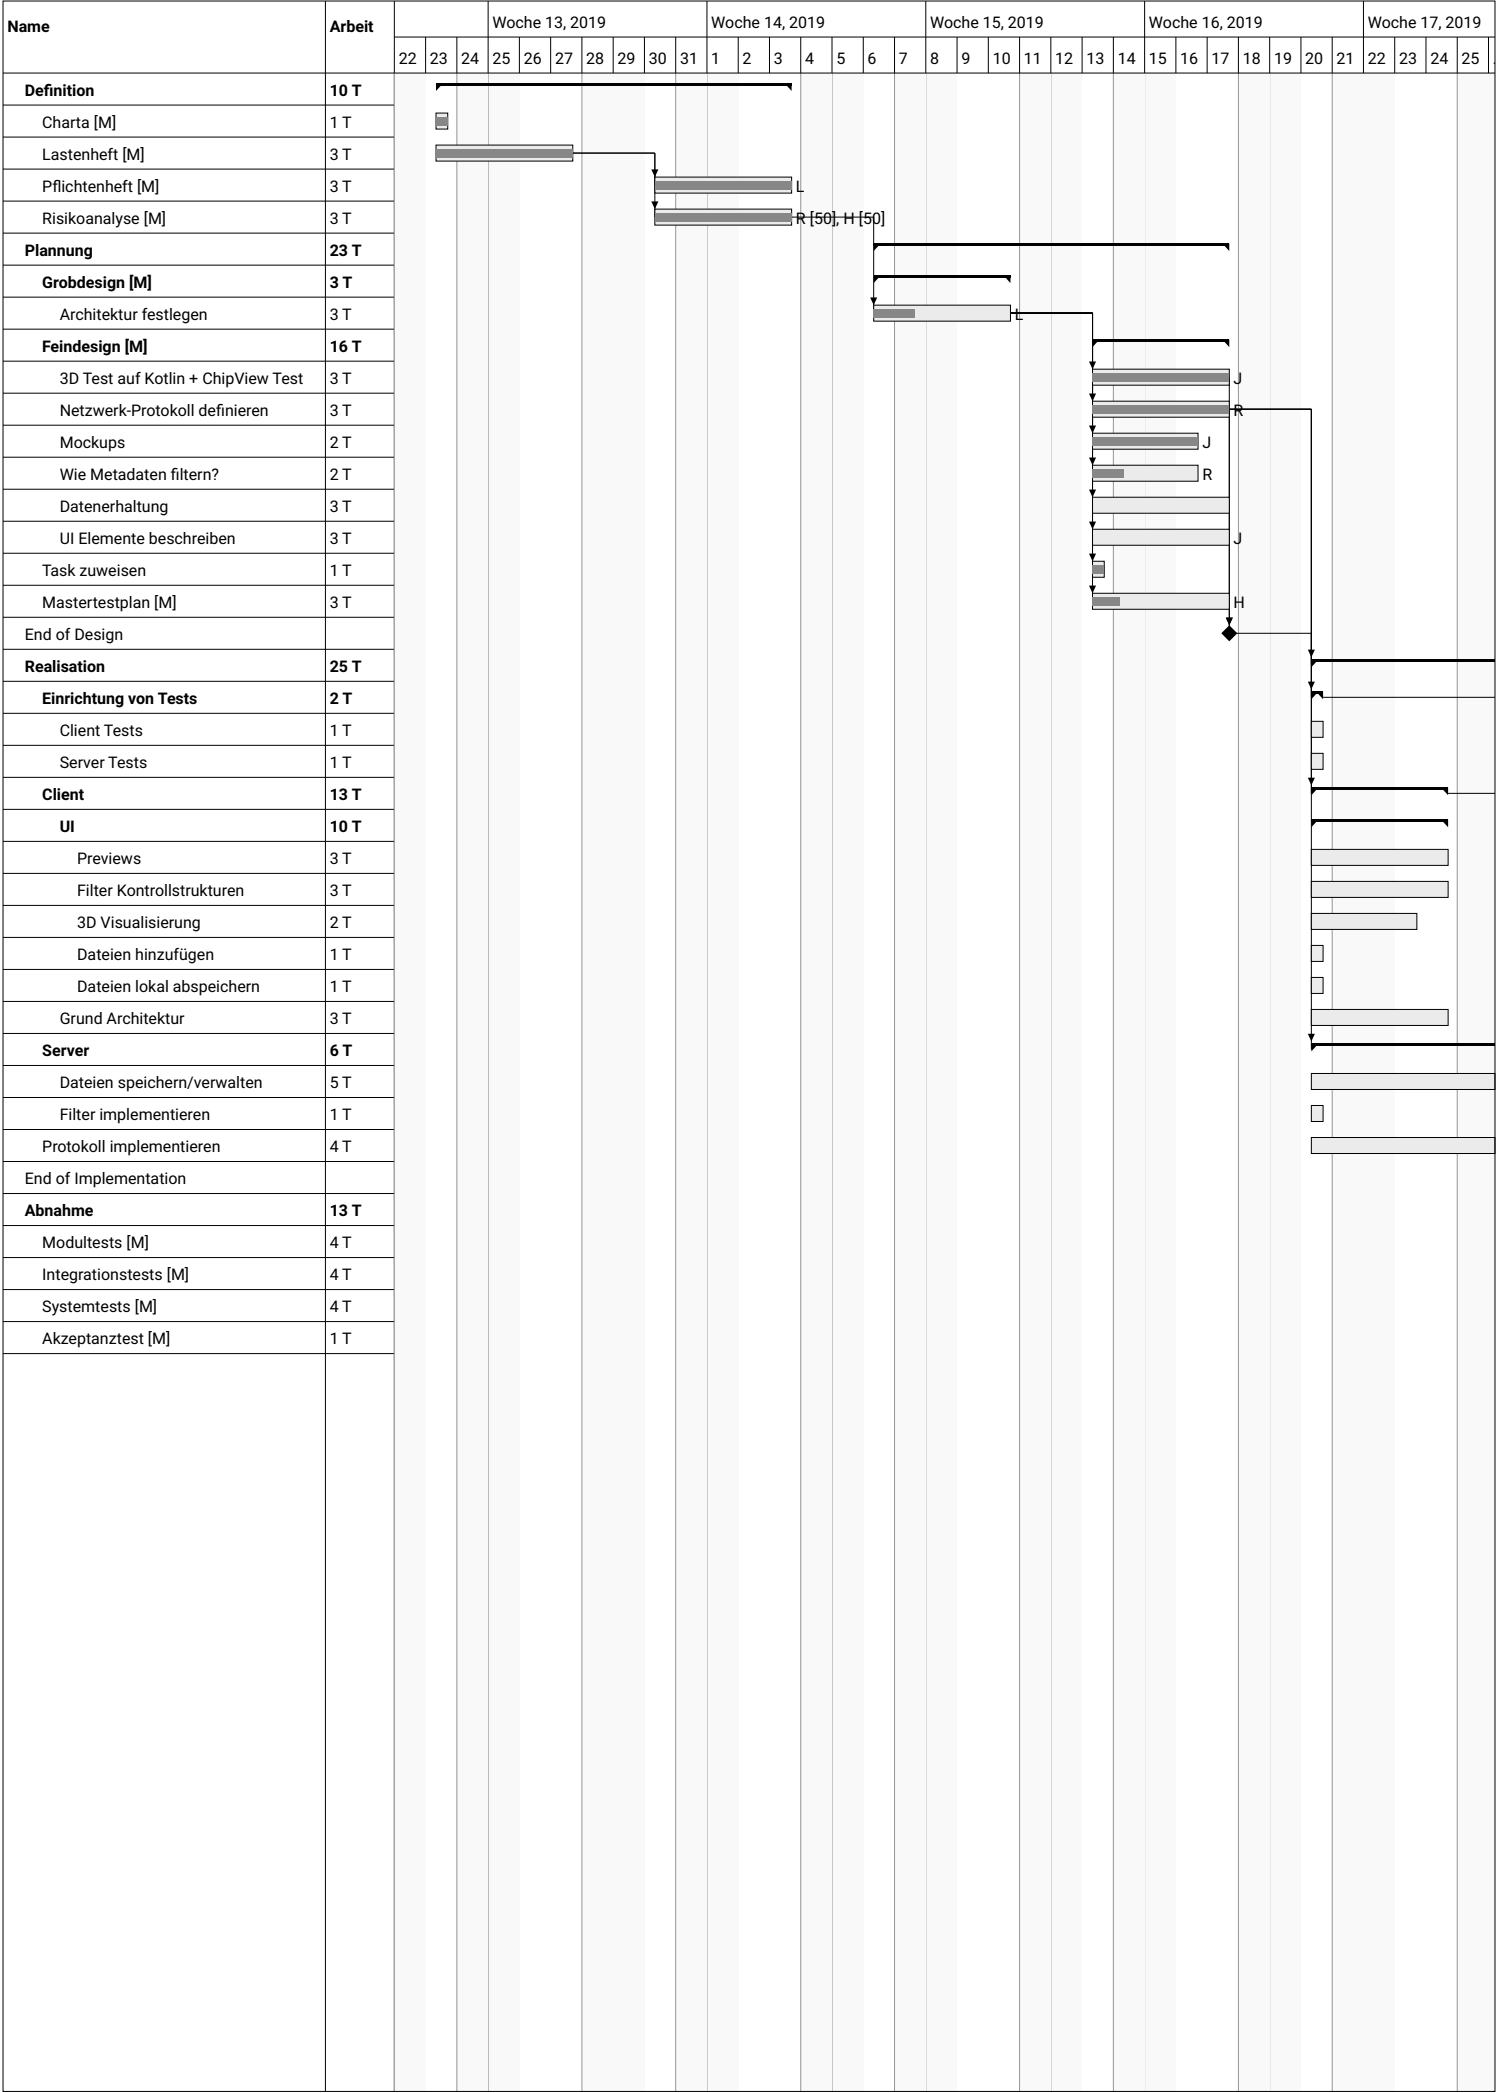 Name Arbeit Woche 13, 2019 Woche 14, 2019 Woche 15, 2019 Woche 16, 2019 Woche 17, 2019
22 23 24 25 26 27 28 29 30 31 1 2 3 4 5 6 7 8 9 10 11 12 13 14 15 16 17 18 19 20 21 22 23 24 25
Definition 10 T
Charta [M] 1 T
Lastenheft [M] 3 T
Pflichtenheft [M] 3 T L
Risikoanalyse [M] 3 T R [50], H [50]
Plannung 23 T
Grobdesign [M] 3 T
Architektur festlegen 3 T L
Feindesign [M] 16 T
3D Test auf Kotlin + ChipView Test 3 T J
Netzwerk-Protokoll definieren 3 T R
Mockups 2 T J
Wie Metadaten filtern? 2 T R
Datenerhaltung 3 T
UI Elemente beschreiben 3 T J
Task zuweisen 1 T
Mastertestplan [M] 3 T H
End of Design
Realisation 25 T
Einrichtung von Tests 2 T
Client Tests 1 T
Server Tests 1 T
Client 13 T
UI 10 T
Previews 3 T
Filter Kontrollstrukturen 3 T
3D Visualisierung 2 T
Dateien hinzufügen 1 T
Dateien lokal abspeichern 1 T
Grund Architektur 3 T
Server 6 T
Dateien speichern/verwalten 5 T
Filter implementieren 1 T
Protokoll implementieren 4 T
End of Implementation
Abnahme 13 T
Modultests [M] 4 T
Integrationstests [M] 4 T
Systemtests [M] 4 T
Akzeptanztest [M] 1 T